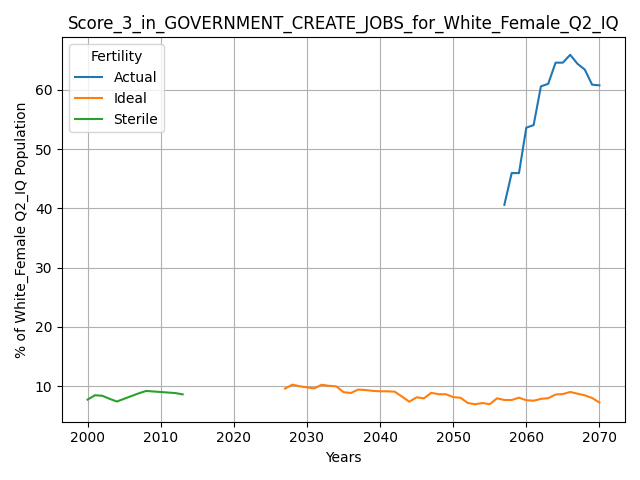 Score_3_in_GOVERNMENT_CREATE_JOBS_for_White_Female_Q2_IQ
Fertility
Actual
Ideal
Sterile
% of White_Female Q2_IQ Population
60
50
40
30
20
10
2000 2010 2020 2030 2040 2050 2060 2070
Years